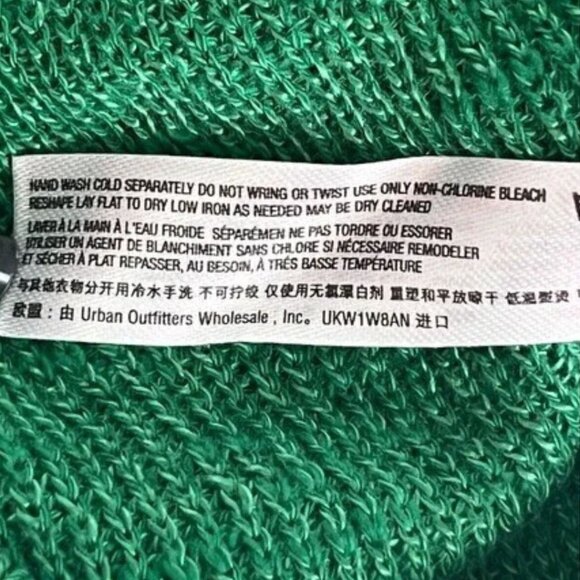 HAND WASH COLD SEPARATELY DO NOT WRING OR TWIST USE ONLY NON-CHLORINE BLEACH
RESHAPE LAY FLAT TO DRY LOW IRON AS NEEDED MAY BE DRY CLEANED
LAVER À LA MAIN À L'EAU FROIDE SÉPARÉMEN NE PAS TORDRE OU ESSORER
UTILISER UN AGENT DE BLANCHIMENT SANS CHLORE SI NÉCESSAIRE REMODELER
ET SÉCHER À PLAT REPASSER, AU BESOIN, À TRÈS BASSE TEMPÉRATURE
与其他衣物分开用冷水手洗 不可拧绞 仅使用无氯漂白剂 重塑和平放晾干 低温熨烫
欧盟：由 Urban Outfitters Wholesale , Inc。 UKW1W8AN 进口